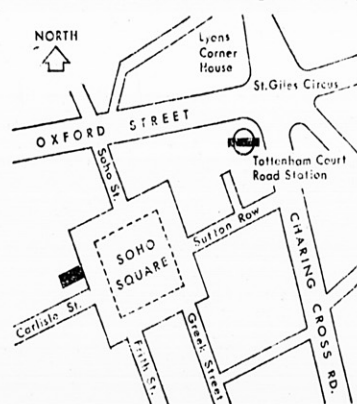 NORTH
Lyons
Corner
House
St. Giles Circus
OXFORD STREET
Tottenham Court
Road Station
Soho St.
SOHO
SQUARE
Sutton Row
CHARING CROSS RD.
Carlisle St.
Frith St.
Greek Street